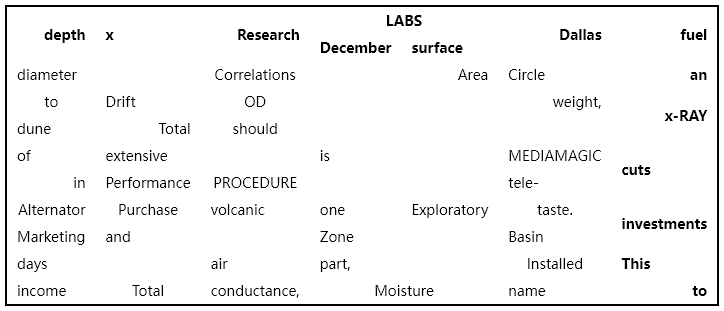 LABS
depth x Research Dallas fuel
December surface
diameter Correlations Area Circle an
to Drift OD weight,
x-RAY
dune Total should
of extensive is MEDIAMAGIC
cuts
in Performance PROCEDURE tele-
Alternator Purchase volcanic one Exploratory taste.
investments
Marketing and Zone Basin
days air part, Installed This
income Total conductance, Moisture name to